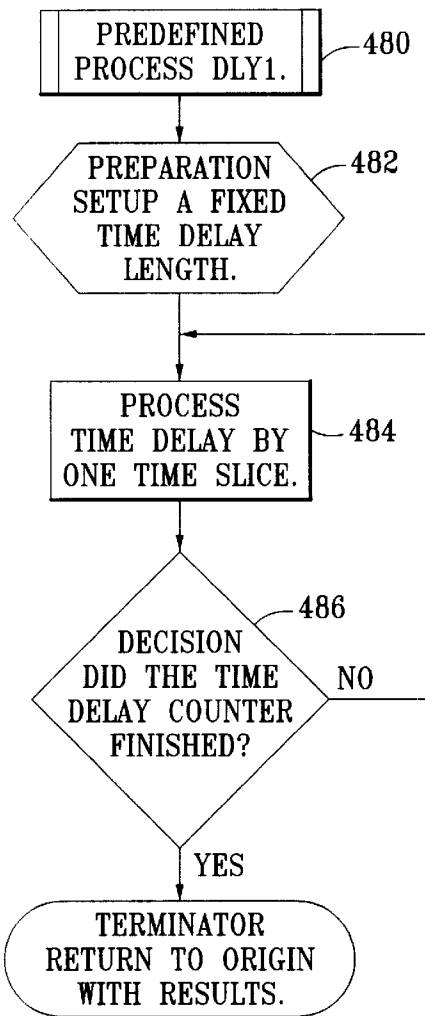 PREDEFINED
PROCESS DLY1.
480
PREPARATION
SETUP A FIXED
TIME DELAY
LENGTH.
482
PROCESS
TIME DELAY BY
ONE TIME SLICE.
484
486
DECISION
DID THE TIME
DELAY COUNTER
FINISHED?
NO
YES
TERMINATOR
RETURN TO ORIGIN
WITH RESULTS.